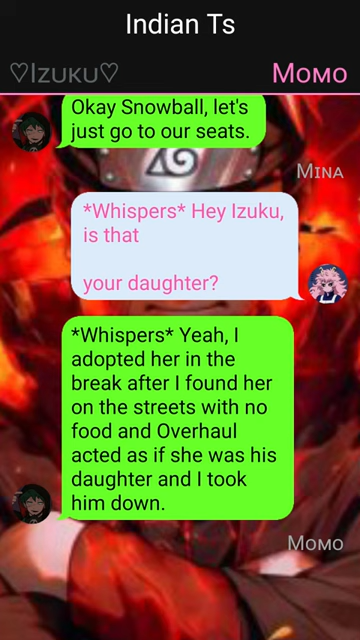 Indian Ts
♡Izuku♡
Momo
Okay Snowball, let's
just go to our seats.
Mina
*Whispers* Hey Izuku,
is that
your daughter?
*Whispers* Yeah, I
adopted her in the
break after I found her
on the streets with no
food and Overhaul
acted as if she was his
daughter and I took
him down.
Momo